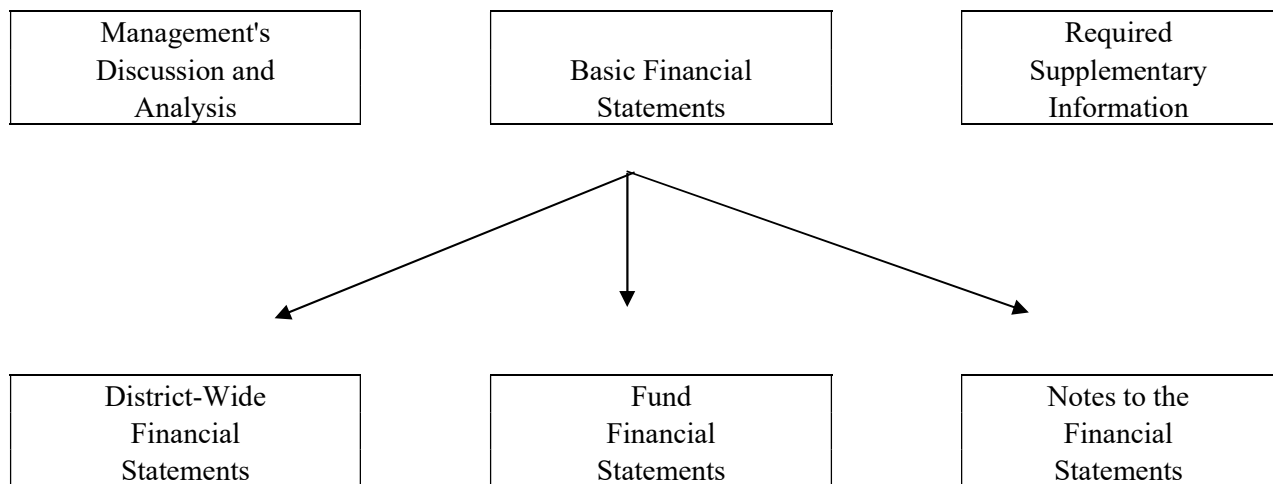 Management's
Discussion and
Analysis
Basic Financial
Statements
Required
Supplementary
Information
District-Wide
Financial
Statements
Fund
Financial
Statements
Notes to the
Financial
Statements